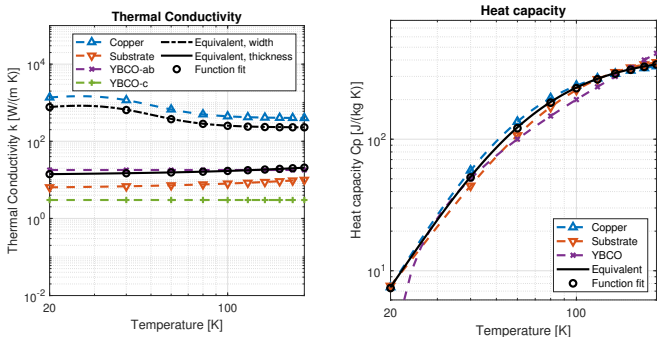 Thermal Conductivity
Thermal Conductivity k [W/(m K)]
10^4
10^2
10^0
10^-2
Copper
Substrate
YBCO-ab
YBCO-c
Equivalent, width
Equivalent, thickness
Function fit
20
100
Temperature [K]
Heat capacity
Heat capacity Cp [J/(kg K)]
10^2
10^1
Copper
Substrate
YBCO
Equivalent
Function fit
20
100
Temperature [K]